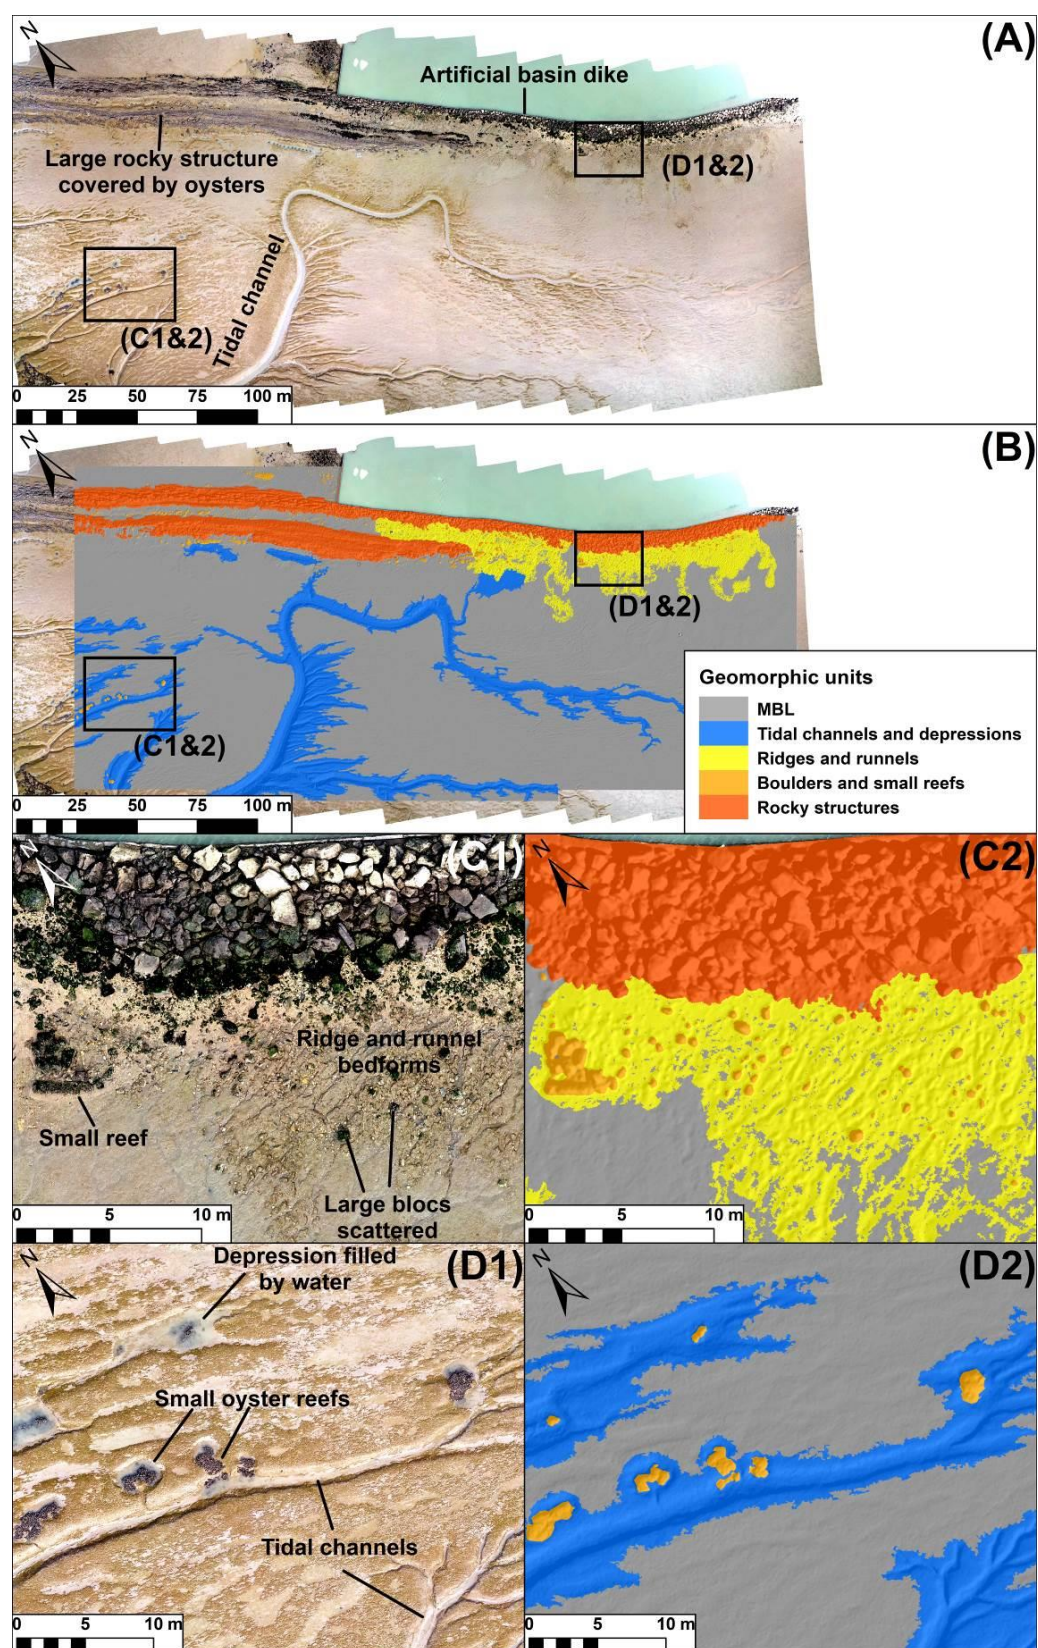 N
(A)
Artificial basin dike
Large rocky structure
covered by oysters
(D1&2)
Tidal channel
(C1&2)
0 25 50 75 100 m
N
(B)
(D1&2)
(C1&2)
Geomorphic units
MBL
Tidal channels and depressions
Ridges and runnels
Boulders and small reefs
Rocky structures
0 25 50 75 100 m
N
(C1)
Ridge and runnel
bedforms
Small reef
Large blocs
scattered
0 5 10 m
N
(C2)
0 5 10 m
N
(D1)
Depression filled
by water
Small oyster reefs
Tidal channels
0 5 10 m
N
(D2)
0 5 10 m